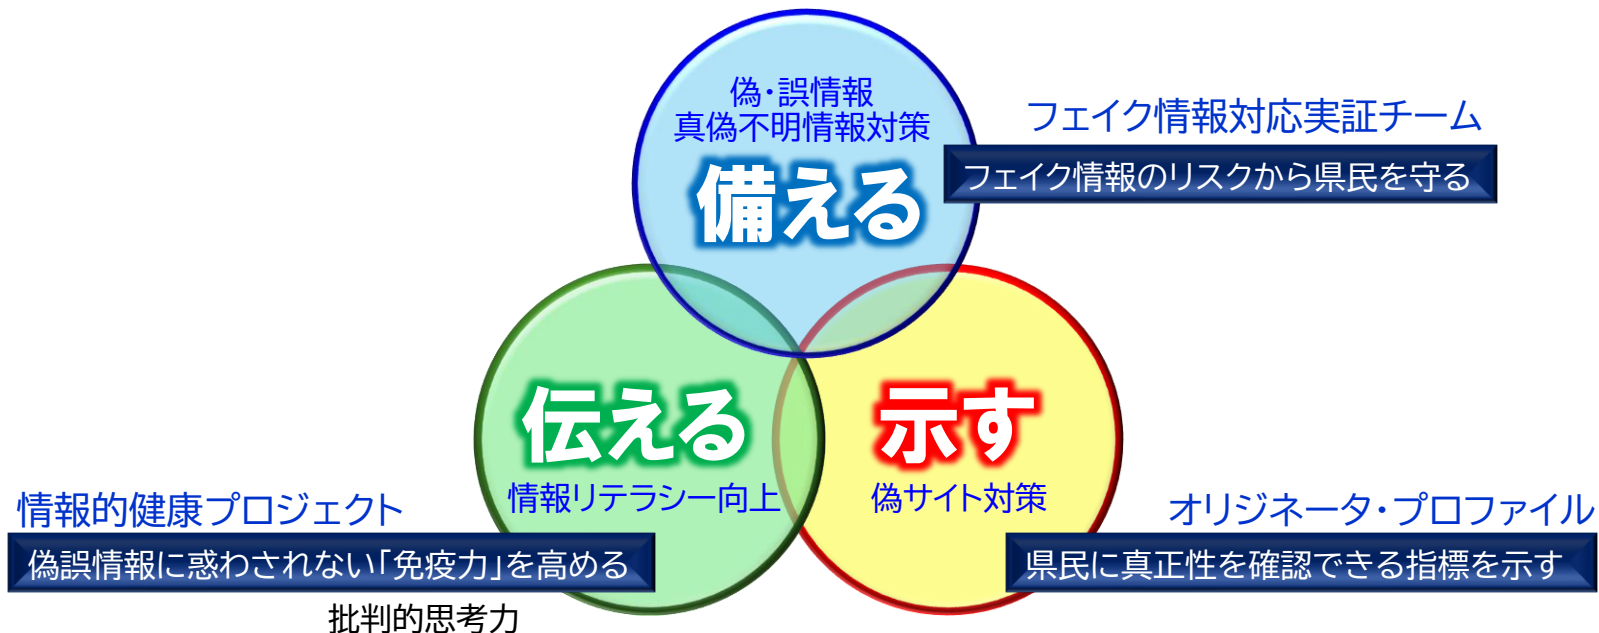 偽・誤情報
真偽不明情報対策
備える
フェイク情報対応実証チーム
フェイク情報のリスクから県民を守る
伝える
情報リテラシー向上
情報的健康プロジェクト
偽誤情報に惑わされない「免疫力」を高める
批判的思考力
示す
偽サイト対策
オリジネータ・プロファイル
県民に真正性を確認できる指標を示す